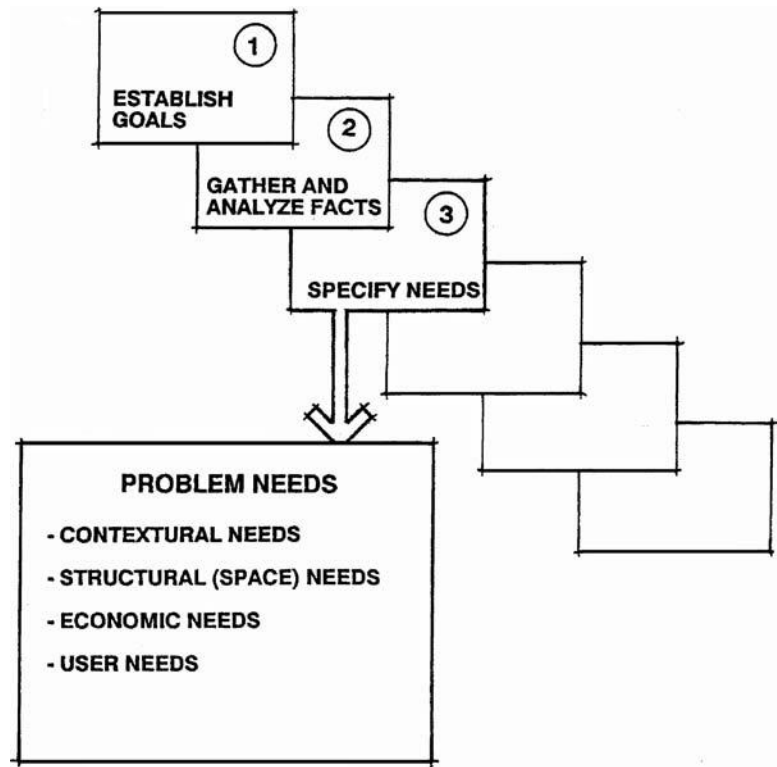 1
ESTABLISH
GOALS
2
GATHER AND
ANALYZE FACTS
3
SPECIFY NEEDS
PROBLEM NEEDS
- CONTEXTURAL NEEDS
- STRUCTURAL (SPACE) NEEDS
- ECONOMIC NEEDS
- USER NEEDS